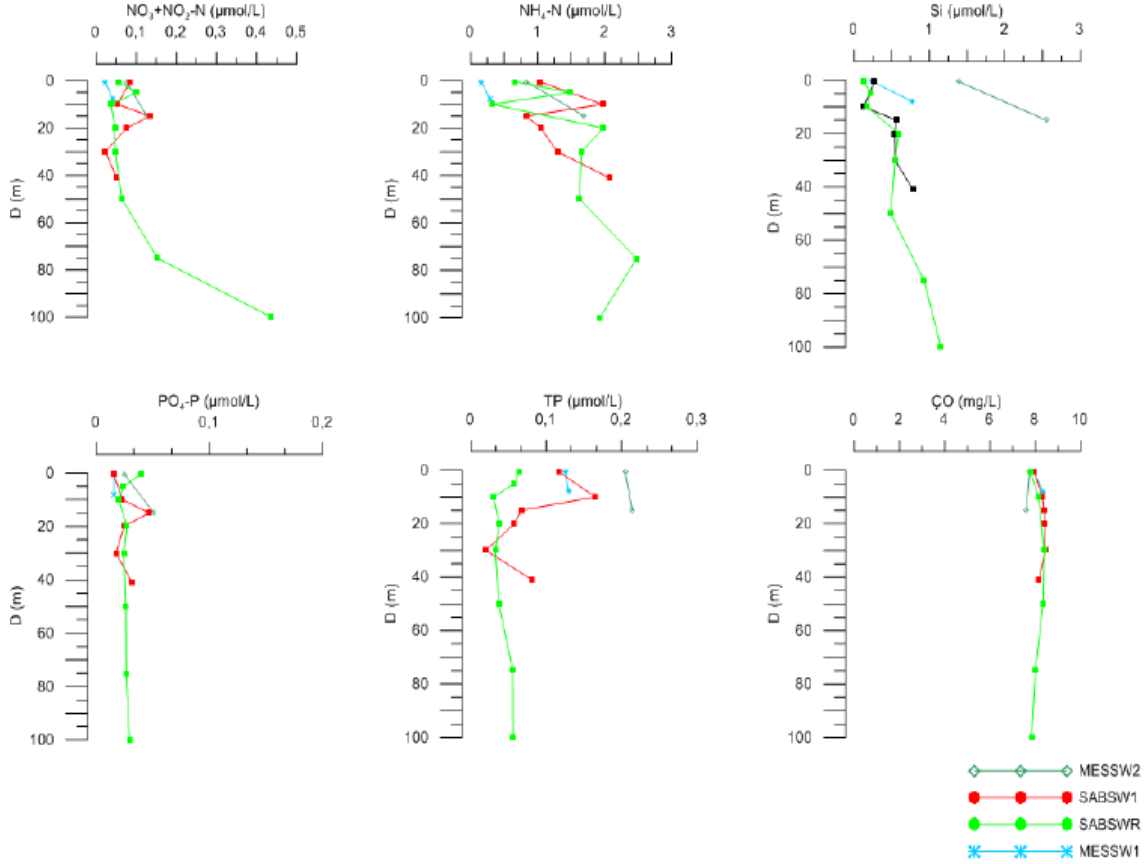 NO₃+NO₂-N (µmol/L)
0 0,1 0,2 0,3 0,4 0,5
0
20
40
60
80
100
D (m)
NH₄-N (µmol/L)
0 1 2 3
0
20
40
60
80
100
D (m)
Si (µmol/L)
0 1 2 3
0
20
40
60
80
100
D (m)
PO₄-P (µmol/L)
0 0,1 0,2
0
20
40
60
80
100
D (m)
TP (µmol/L)
0 0,1 0,2 0,3
0
20
40
60
80
100
D (m)
ÇO (mg/L)
0 2 4 6 8 10
0
20
40
60
80
100
D (m)
MESSW2
SABSW1
SABSWR
MESSW1